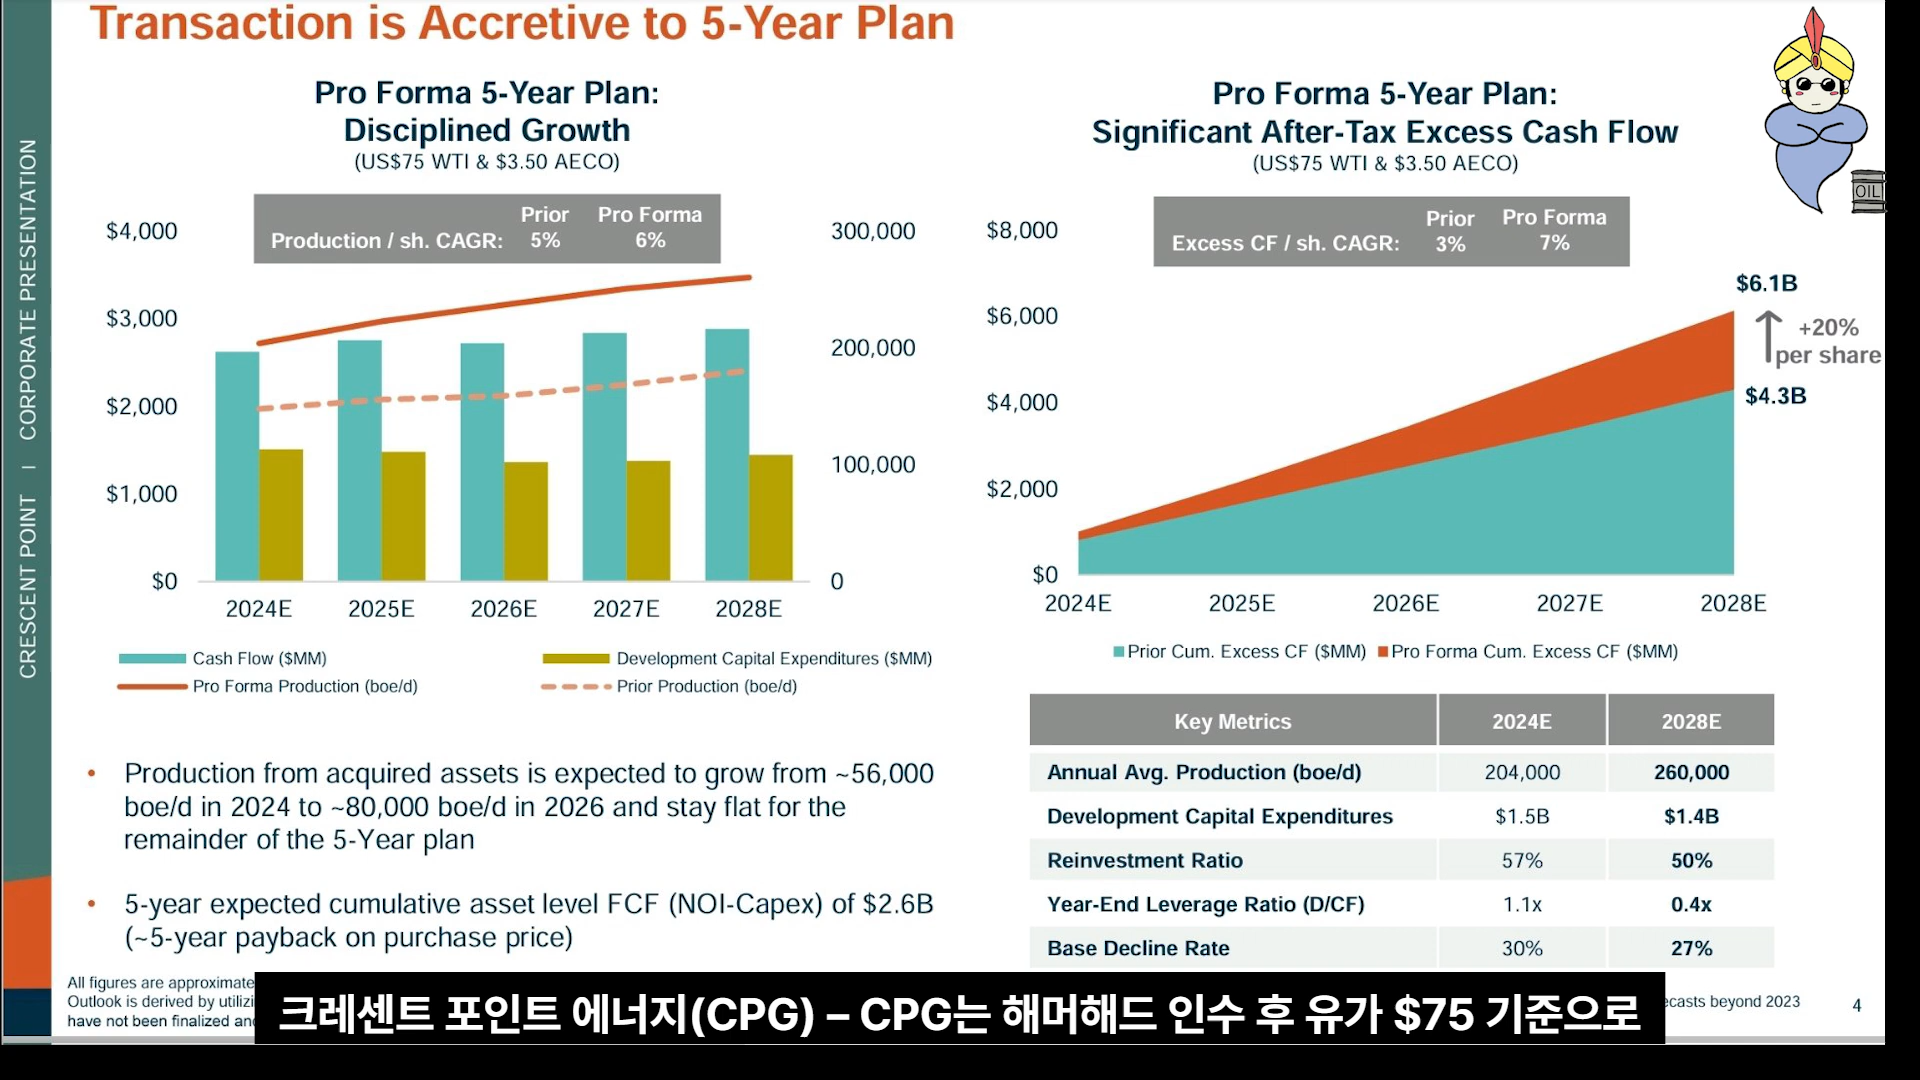 Transaction is Accretive to 5-Year Plan
CRESCENT POINT I CORPORATE PRESENTATION
Pro Forma 5-Year Plan:
Disciplined Growth
(US$75 WTI & $3.50 AECO)
Prior Pro Forma
Production / sh. CAGR: 5% 6%
$4,000
$3,000
$2,000
$1,000
$0
300,000
200,000
100,000
0
2024E 2025E 2026E 2027E 2028E
Cash Flow ($MM) Development Capital Expenditures ($MM)
Pro Forma Production (boe/d) Prior Production (boe/d)
• Production from acquired assets is expected to grow from ~56,000
boe/d in 2024 to ~80,000 boe/d in 2026 and stay flat for the
remainder of the 5-Year plan
• 5-year expected cumulative asset level FCF (NOI-Capex) of $2.6B
(~5-year payback on purchase price)
Pro Forma 5-Year Plan:
Significant After-Tax Excess Cash Flow
(US$75 WTI & $3.50 AECO)
Prior Pro Forma
Excess CF / sh. CAGR: 3% 7%
$8,000
$6,000
$4,000
$2,000
$0
$6.1B
+20%
per share
$4.3B
2024E 2025E 2026E 2027E 2028E
Prior Cum. Excess CF ($MM) Pro Forma Cum. Excess CF ($MM)
Key Metrics 2024E 2028E
Annual Avg. Production (boe/d) 204,000 260,000
Development Capital Expenditures $1.5B $1.4B
Reinvestment Ratio 57% 50%
Year-End Leverage Ratio (D/CF) 1.1x 0.4x
Base Decline Rate 30% 27%
OIL
All figures are approximate
Outlook is derived by
have not been finalized
beyond 2023
4
크레센트 포인트 에너지(CPG) – CPG는 해머해드 인수 후 유가 $75 기준으로